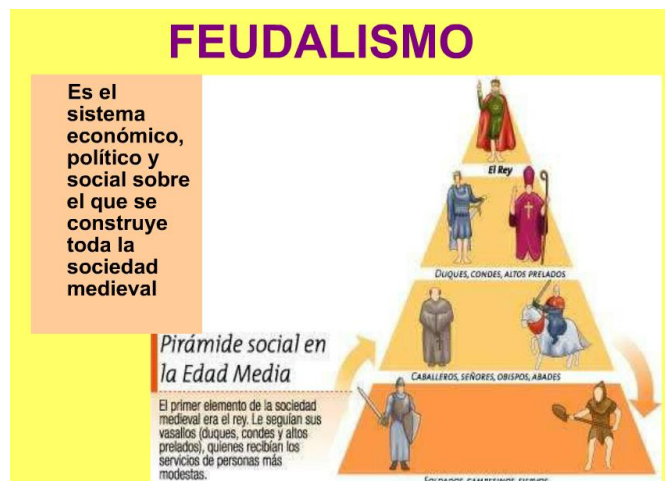 FEUDALISMO
Es el
sistema
económico,
político y
social sobre
el que se
construye
toda la
sociedad
medieval
El Rey
DUQUES, CONDES, ALTOS PRELADOS
CABALLEROS, SEÑORES, OBISPOS, ABADES
Pirámide social en
la Edad Media
El primer elemento de la sociedad
medieval era el rey. Le seguían sus
vasallos (duques, condes y altos
prelados), quienes recibían los
servicios de personas más
modestas.
SOLDADOS, CAMPESINOS, SIERVOS